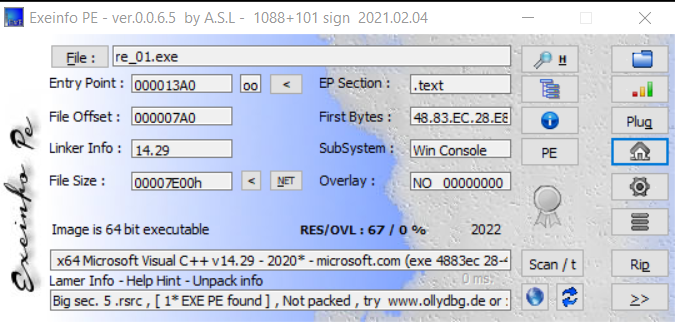 Exeinfo PE - ver.0.0.6.5 by A.S.L - 1088+101 sign 2021.02.04
File : re_01.exe H
Entry Point : 000013A0 oo < EP Section : .text
File Offset : 000007A0 First Bytes : 48.83.EC.28.E8 Plug
Linker Info : 14.29 SubSystem : Win Console PE
File Size : 00007E00h < NET Overlay : NO 00000000
Image is 64 bit executable RES/OVL : 67 / 0 % 2022
x64 Microsoft Visual C++ v14.29 - 2020* - microsoft.com (exe 4883ec 28-4 Scan / t Rip
Lamer Info - Help Hint - Unpack info 0 ms.
Big sec. 5 .rsrc , [ 1* EXE PE found ] , Not packed , try www.ollydbg.de or : >>
Exeinfo Pe